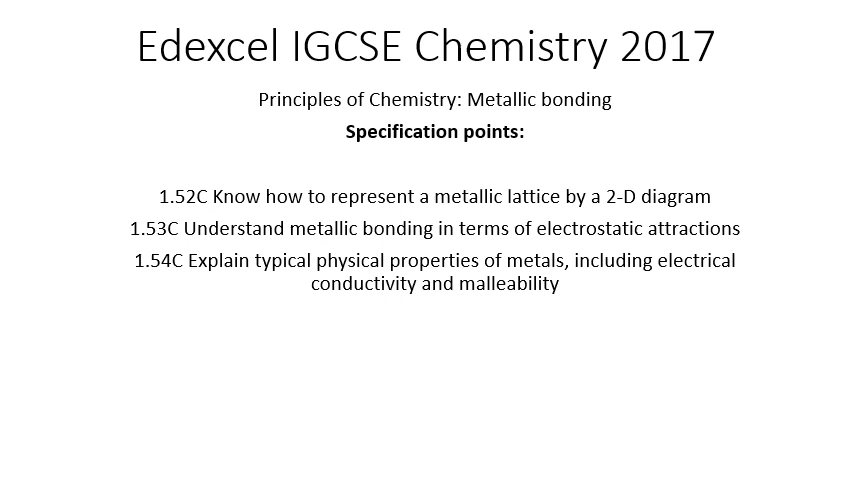 Edexcel IGCSE Chemistry 2017
Principles of Chemistry: Metallic bonding
Specification points:
1.52C Know how to represent a metallic lattice by a 2-D diagram
1.53C Understand metallic bonding in terms of electrostatic attractions
1.54C Explain typical physical properties of metals, including electrical
conductivity and malleability